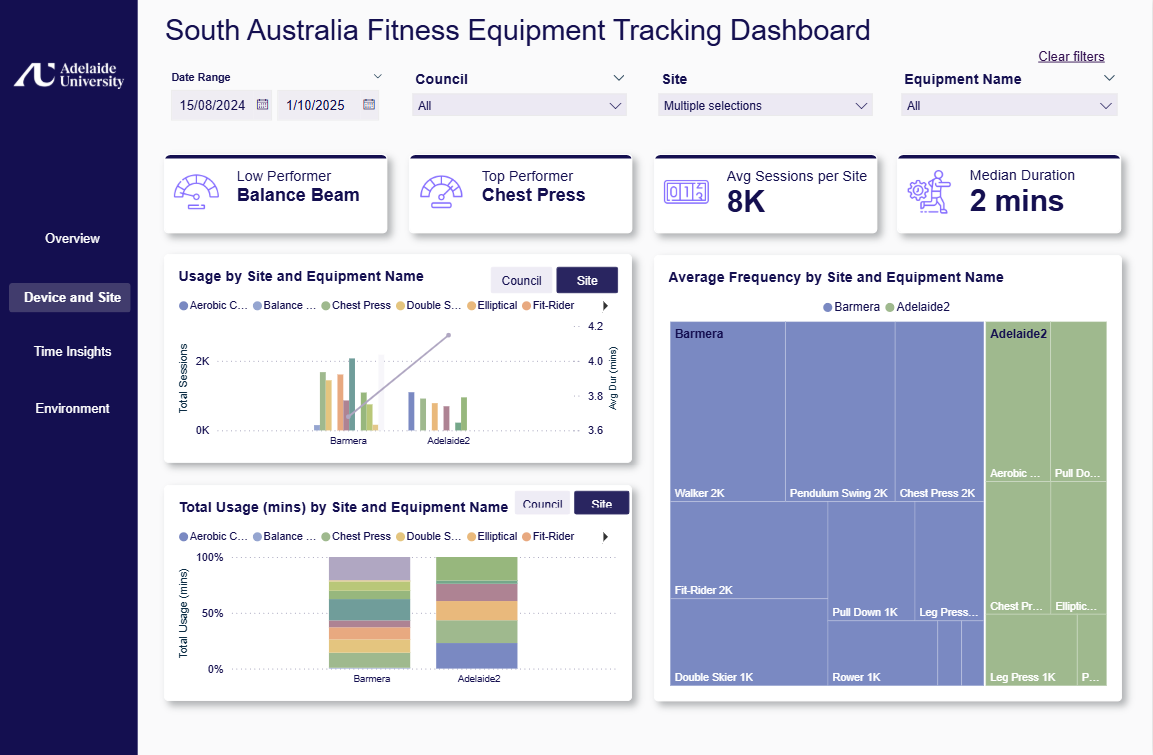 South Australia Fitness Equipment Tracking Dashboard
Adelaide
University
Clear filters
Date Range
Council
Site
Equipment Name
15/08/2024
1/10/2025
All
Multiple selections
All
Low Performer
Balance Beam
Top Performer
Chest Press
Avg Sessions per Site
8K
Median Duration
2 mins
Overview
Device and Site
Time Insights
Environment
Usage by Site and Equipment Name
Council
Site
Aerobic C... Balance ... Chest Press Double S... Elliptical Fit-Rider
Total Sessions
2K
0K
4.2
4.0
3.8
3.6
Avg Dur (mins)
Barmera
Adelaide2
Total Usage (mins) by Site and Equipment Name
Council
Site
Aerobic C... Balance ... Chest Press Double S... Elliptical Fit-Rider
Total Usage (mins)
100%
50%
0%
Barmera
Adelaide2
Average Frequency by Site and Equipment Name
Barmera Adelaide2
Barmera
Walker 2K
Pendulum Swing 2K
Chest Press 2K
Fit-Rider 2K
Pull Down 1K
Leg Press...
Double Skier 1K
Rower 1K
Adelaide2
Aerobic ...
Pull Do...
Chest Pr...
Elliptic...
Leg Press 1K
P...